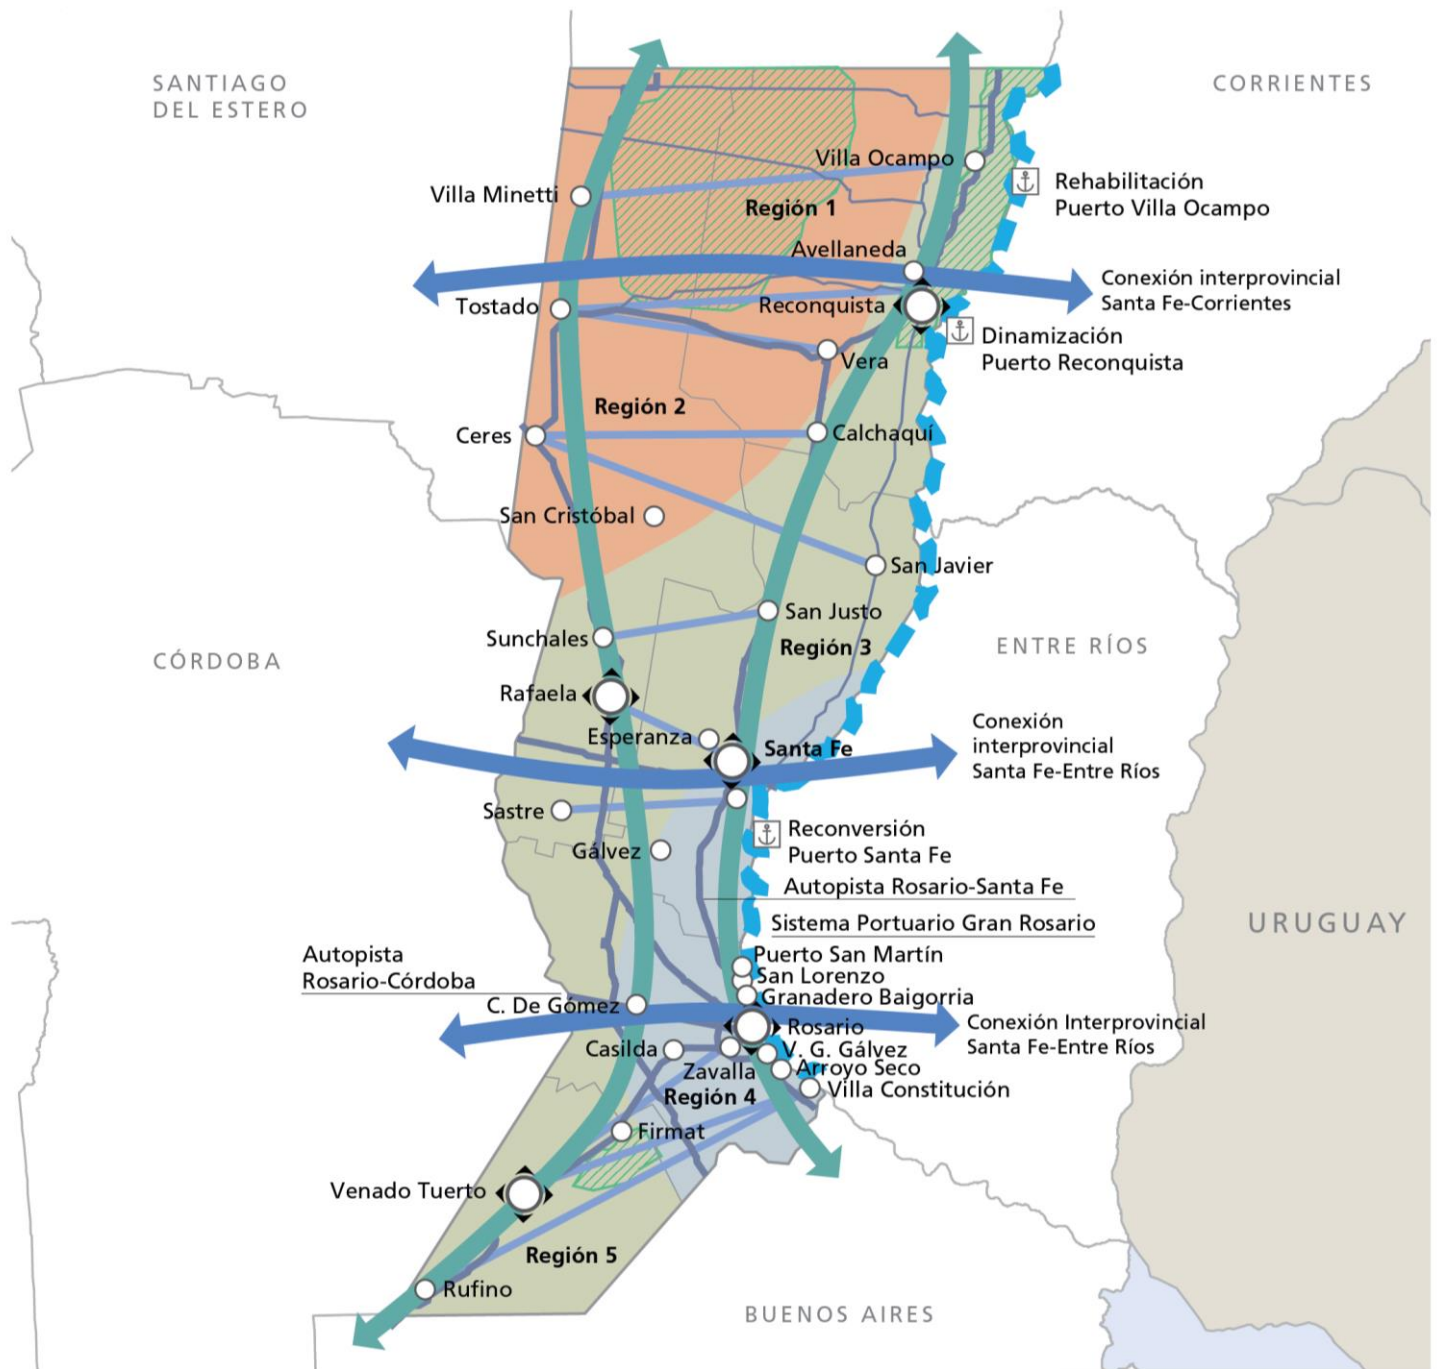 SANTIAGO
DEL ESTERO
CORRIENTES
Villa Ocampo
Rehabilitación
Puerto Villa Ocampo
Villa Minetti
Región 1
Avellaneda
Conexión interprovincial
Santa Fe-Corrientes
Tostado
Reconquista
Dinamización
Puerto Reconquista
Vera
Región 2
Ceres
Calchaquí
San Cristóbal
San Javier
San Justo
Sunchales
Región 3
ENTRE RÍOS
CÓRDOBA
Rafaela
Esperanza
Santa Fe
Conexión
interprovincial
Santa Fe-Entre Ríos
Sastre
Gálvez
Reconversión
Puerto Santa Fe
Autopista Rosario-Santa Fe
Sistema Portuario Gran Rosario
URUGUAY
Autopista
Rosario-Córdoba
Puerto San Martín
San Lorenzo
Granadero Baigorria
C. De Gómez
Rosario
Conexión Interprovincial
Santa Fe-Entre Ríos
Casilda
V. G. Gálvez
Zavalla
Arroyo Seco
Región 4
Villa Constitución
Firmat
Venado Tuerto
Región 5
Rufino
BUENOS AIRES